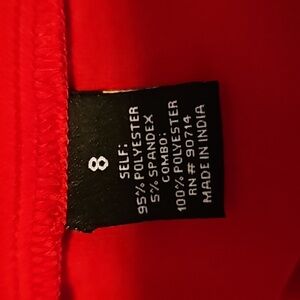 8
SELF:
95% POLYESTER
5% SPANDEX
COMBO:
100% POLYESTER
RN # 90714
MADE IN INDIA